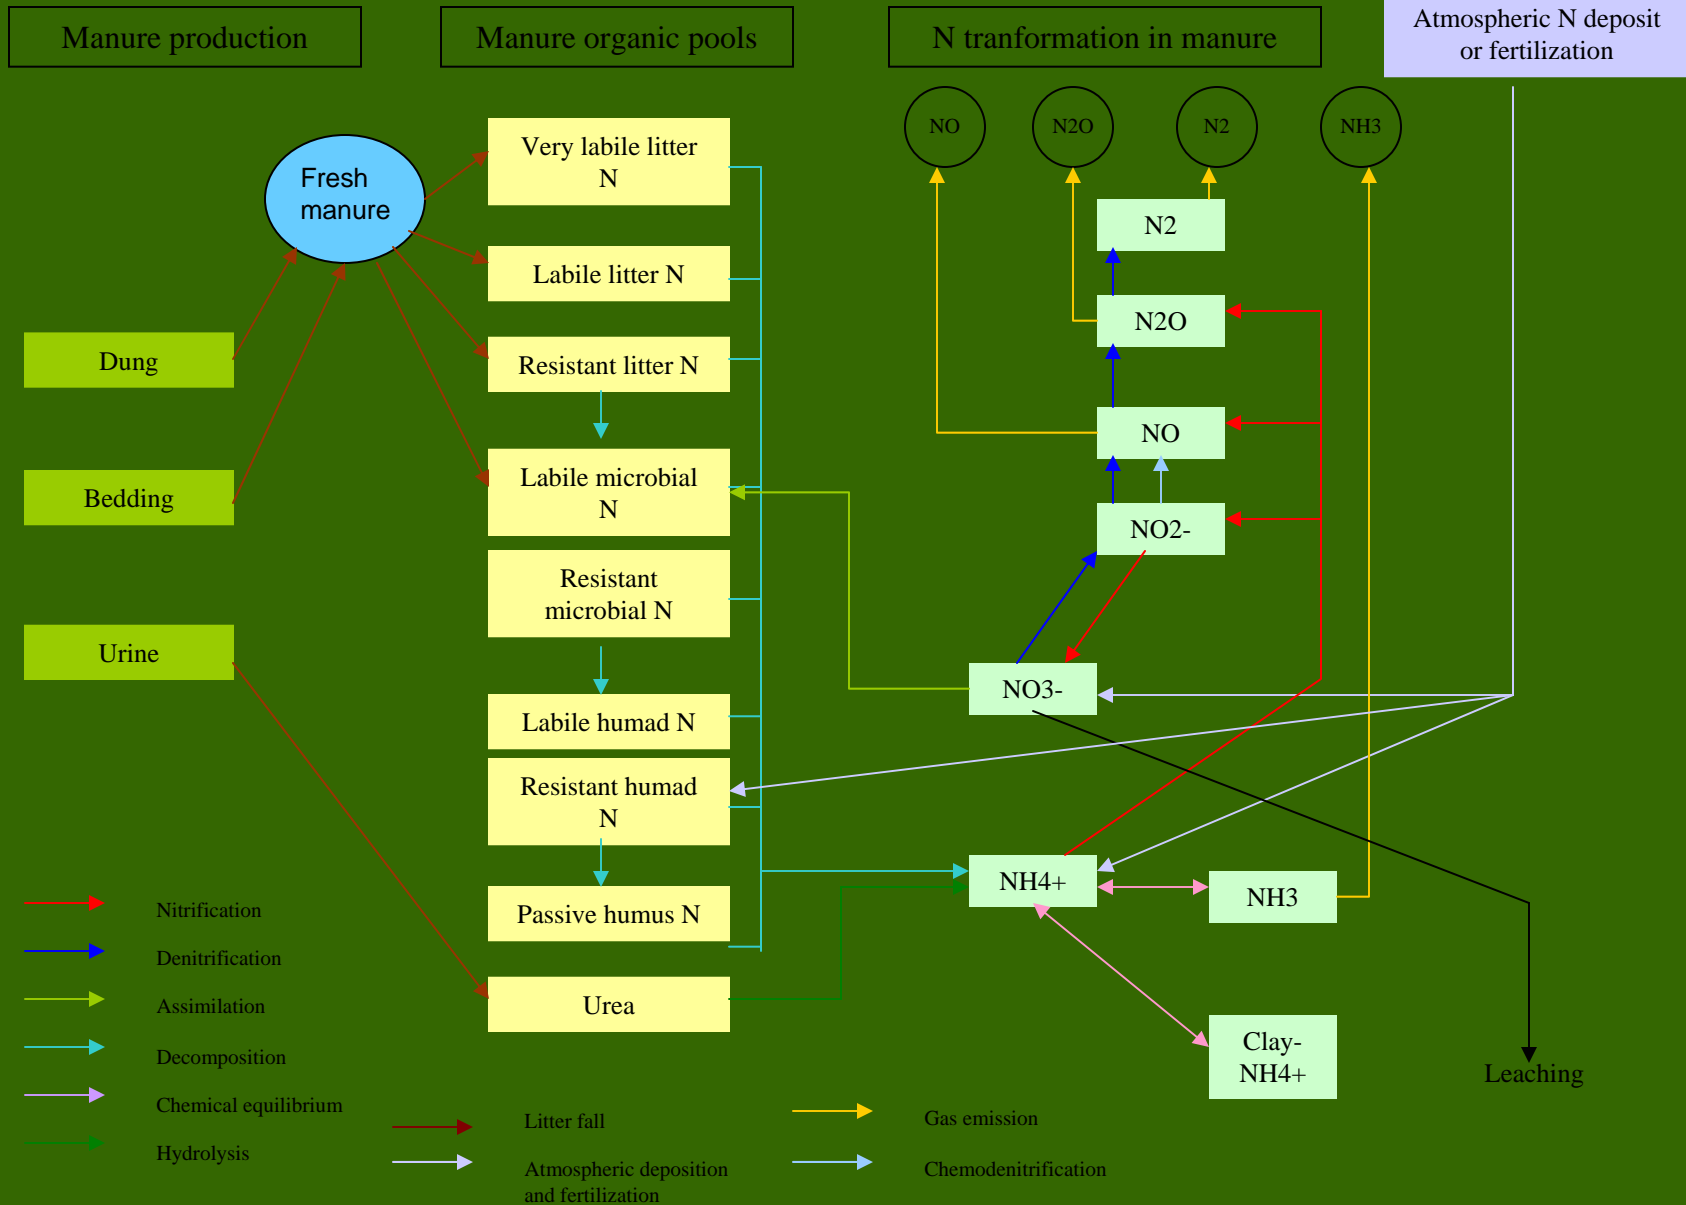 Manure production
Manure organic pools
N tranformation in manure
Atmospheric N deposit
or fertilization
NO
N2O
N2
NH3
Fresh
manure
Very labile litter
N
Labile litter N
Resistant litter N
Labile microbial
N
Resistant
microbial N
Labile humad N
Resistant humad
N
Passive humus N
Urea
Dung
Bedding
Urine
N2
N2O
NO
NO2-
NO3-
NH4+
NH3
Clay-
NH4+
Leaching
Nitrification
Denitrification
Assimilation
Decomposition
Chemical equilibrium
Hydrolysis
Litter fall
Atmospheric deposition
and fertilization
Gas emission
Chemodenitrification